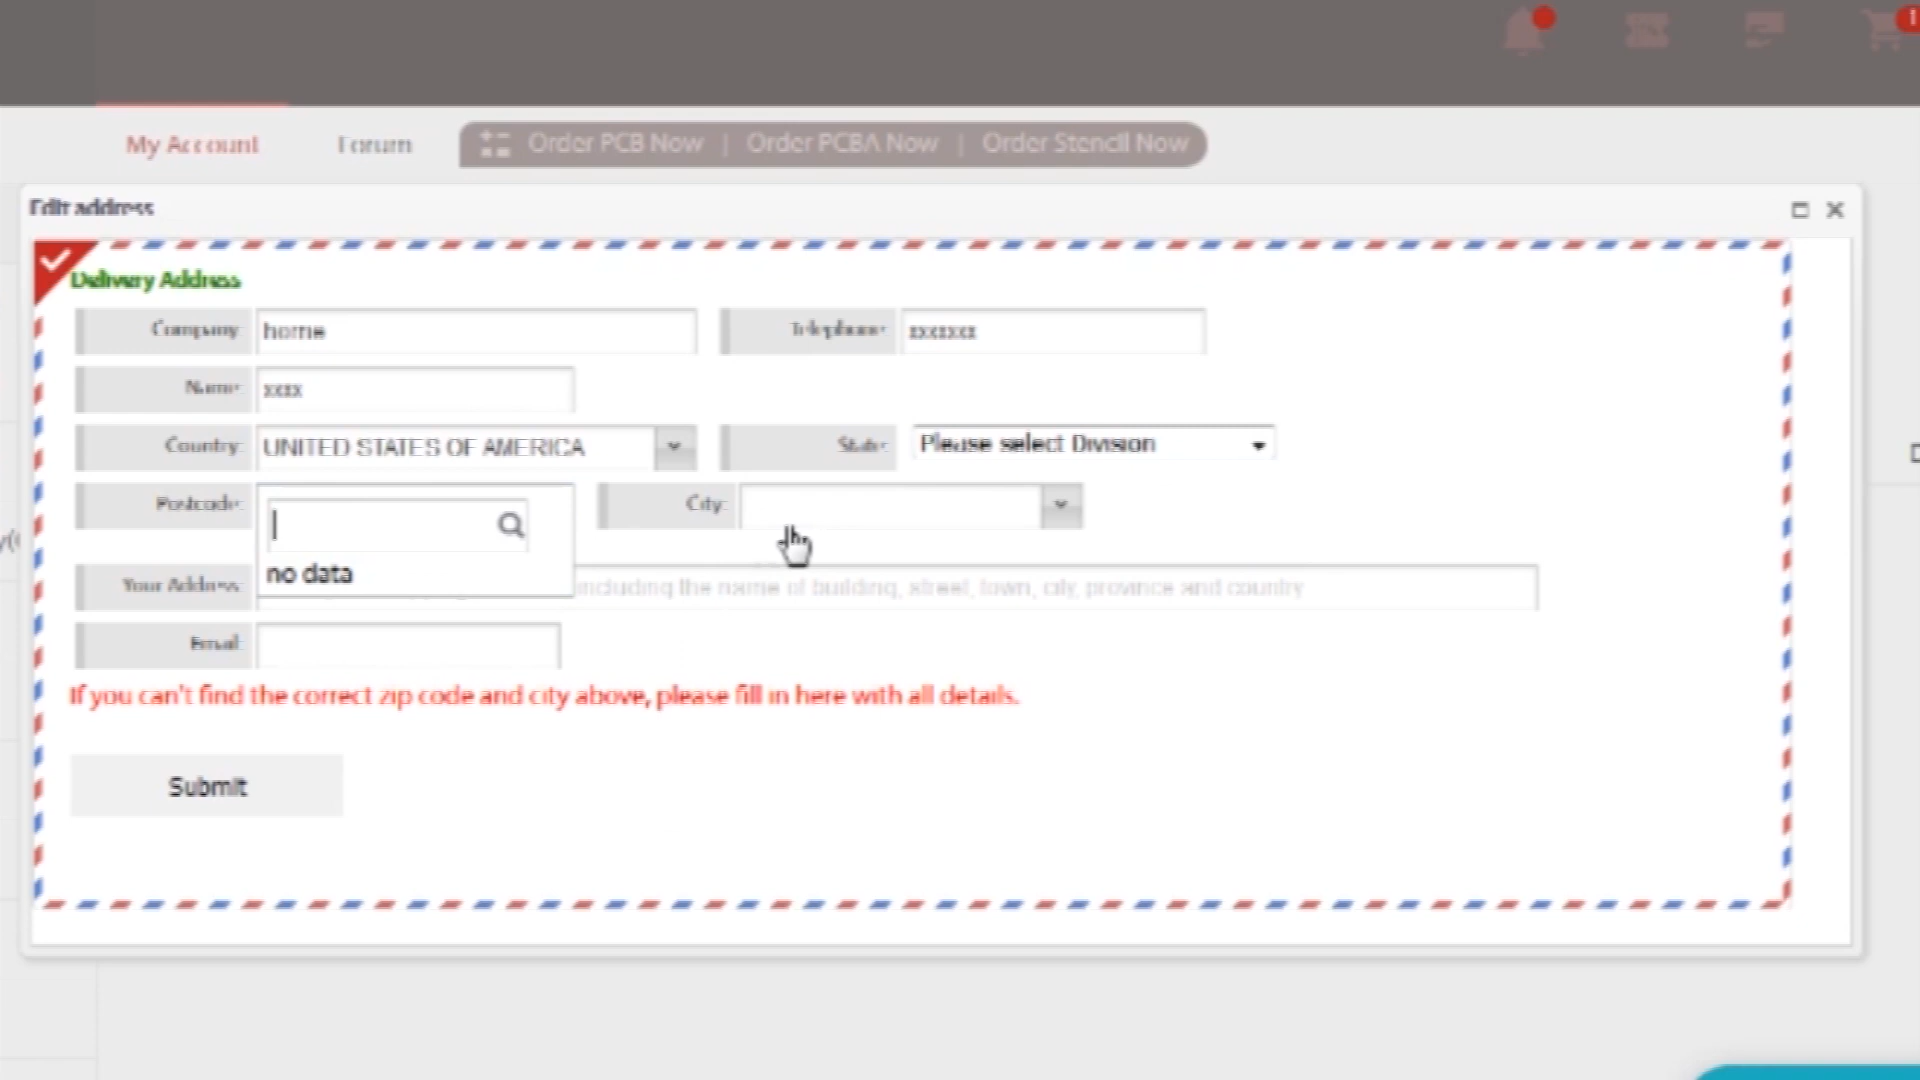 My Account Forum Order PCB Now | Order PCBA Now | Order Stencil Now
Edit address
Delivery Address
Company: home Telephone: xxxxxxx
Name: xxxx
Country: UNITED STATES OF AMERICA State: Please select Division
Postcode: City:
no data
Your Address: including the name of building, street, town, city, province and country
Email:
If you can't find the correct zip code and city above, please fill in here with all details.
Submit